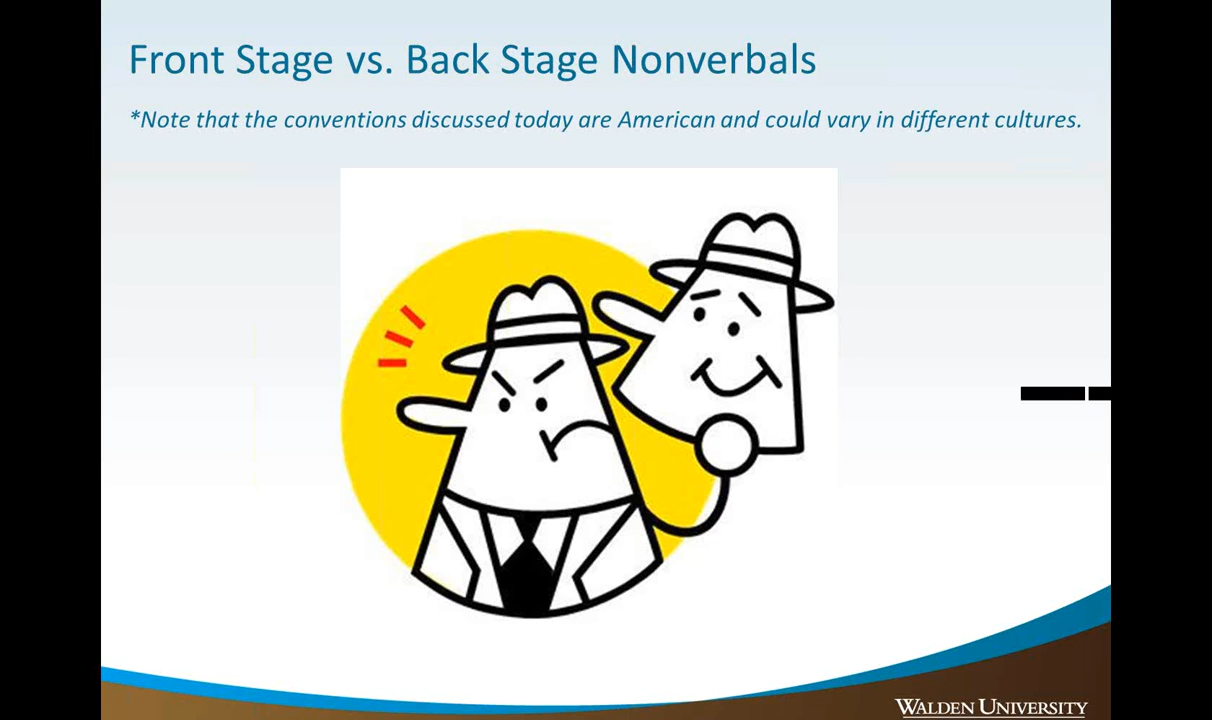 Front Stage vs. Back Stage Nonverbals
*Note that the conventions discussed today are American and could vary in different cultures.
WALDEN UNIVERSITY